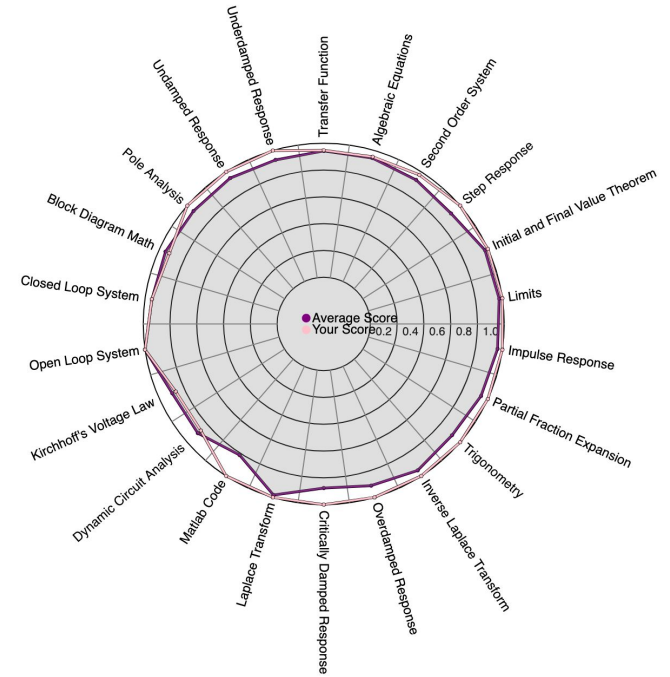 Transfer Function
Algebraic Equations
Second Order System
Step Response
Initial and Final Value Theorem
Limits
Impulse Response
Partial Fraction Expansion
Trigonometry
Inverse Laplace Transform
Overdamped Response
Critically Damped Response
Laplace Transform
Matlab Code
Dynamic Circuit Analysis
Kirchhoff's Voltage Law
Open Loop System
Closed Loop System
Block Diagram Math
Pole Analysis
Undamped Response
Underdamped Response
Average Score
Your Score
0.2 0.4 0.6 0.8 1.0